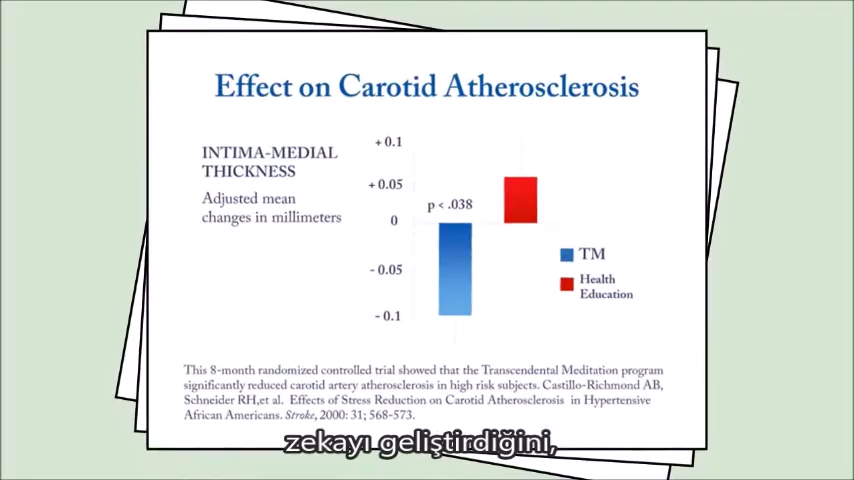 Effect on Carotid Atherosclerosis
INTIMA-MEDIAL
THICKNESS
Adjusted mean
changes in millimeters
+ 0.1
+ 0.05
0
- 0.05
- 0.1
p < .038
TM
Health
Education
This 8-month randomized controlled trial showed that the Transcendental Meditation program
significantly reduced carotid artery atherosclerosis in high risk subjects. Castillo-Richmond AB,
Schneider RH,et al. Effects of Stress Reduction on Carotid Atherosclerosis in Hypertensive
African Americans. Stroke, 2000: 31; 568-573.
zekayı geliştirdiğini,